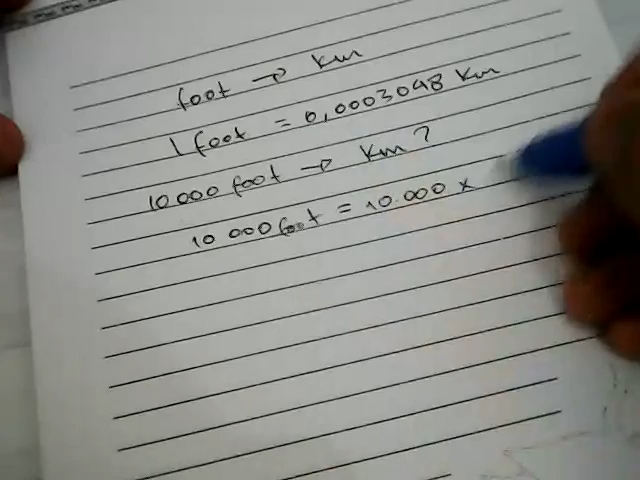 foot → km
1 foot = 0,0003048 km
10 000 foot → km?
10 000 foot = 10.000 x